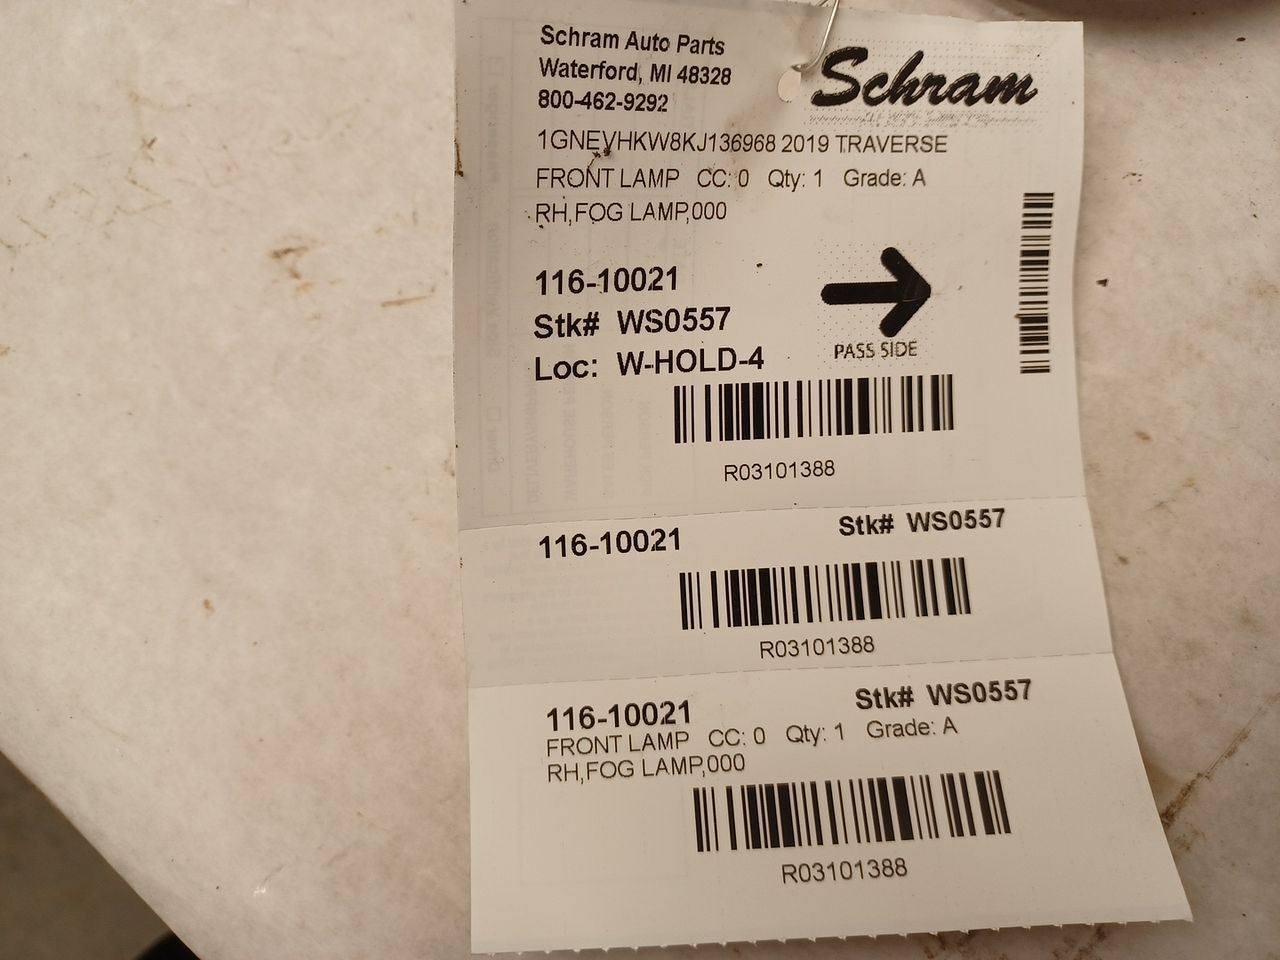 Schram Auto Parts
Waterford, MI 48328
800-462-9292
Schram
1GNEVHKW8KJ136968 2019 TRAVERSE
FRONT LAMP CC: 0 Qty: 1 Grade: A
RH,FOG LAMP,000
116-10021
Stk# WS0557
Loc: W-HOLD-4
PASS SIDE
R03101388
116-10021 Stk# WS0557
R03101388
116-10021 Stk# WS0557
FRONT LAMP CC: 0 Qty: 1 Grade: A
RH,FOG LAMP,000
R03101388